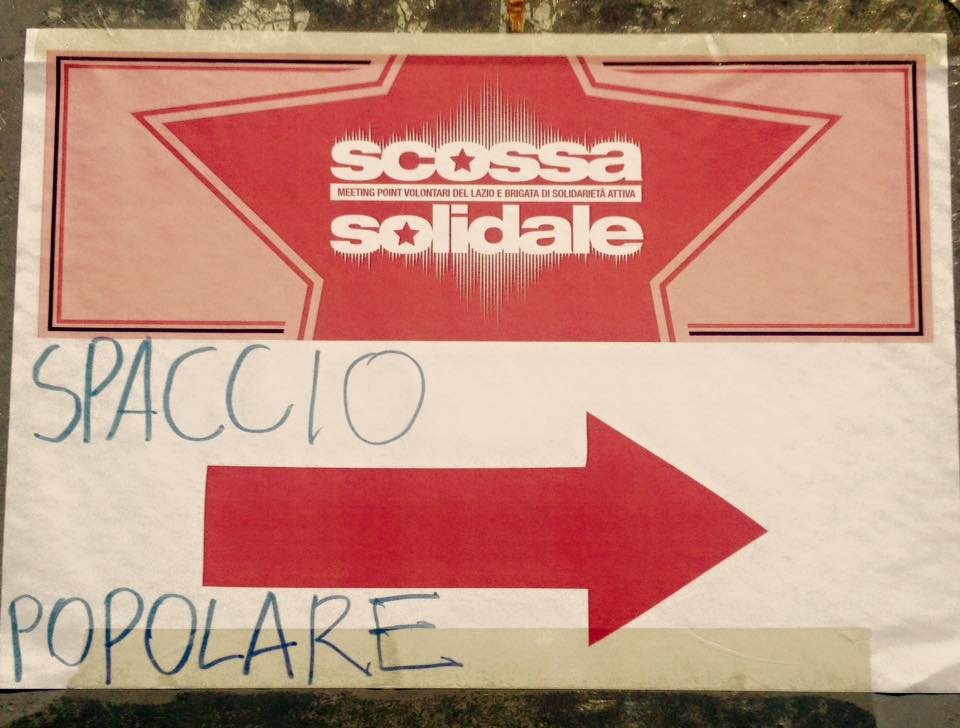 scossa
MEETING POINT VOLONTARI DEL LAZIO E BRIGATA DI SOLIDARIETÀ ATTIVA
solidale
SPACCIO
POPOLARE